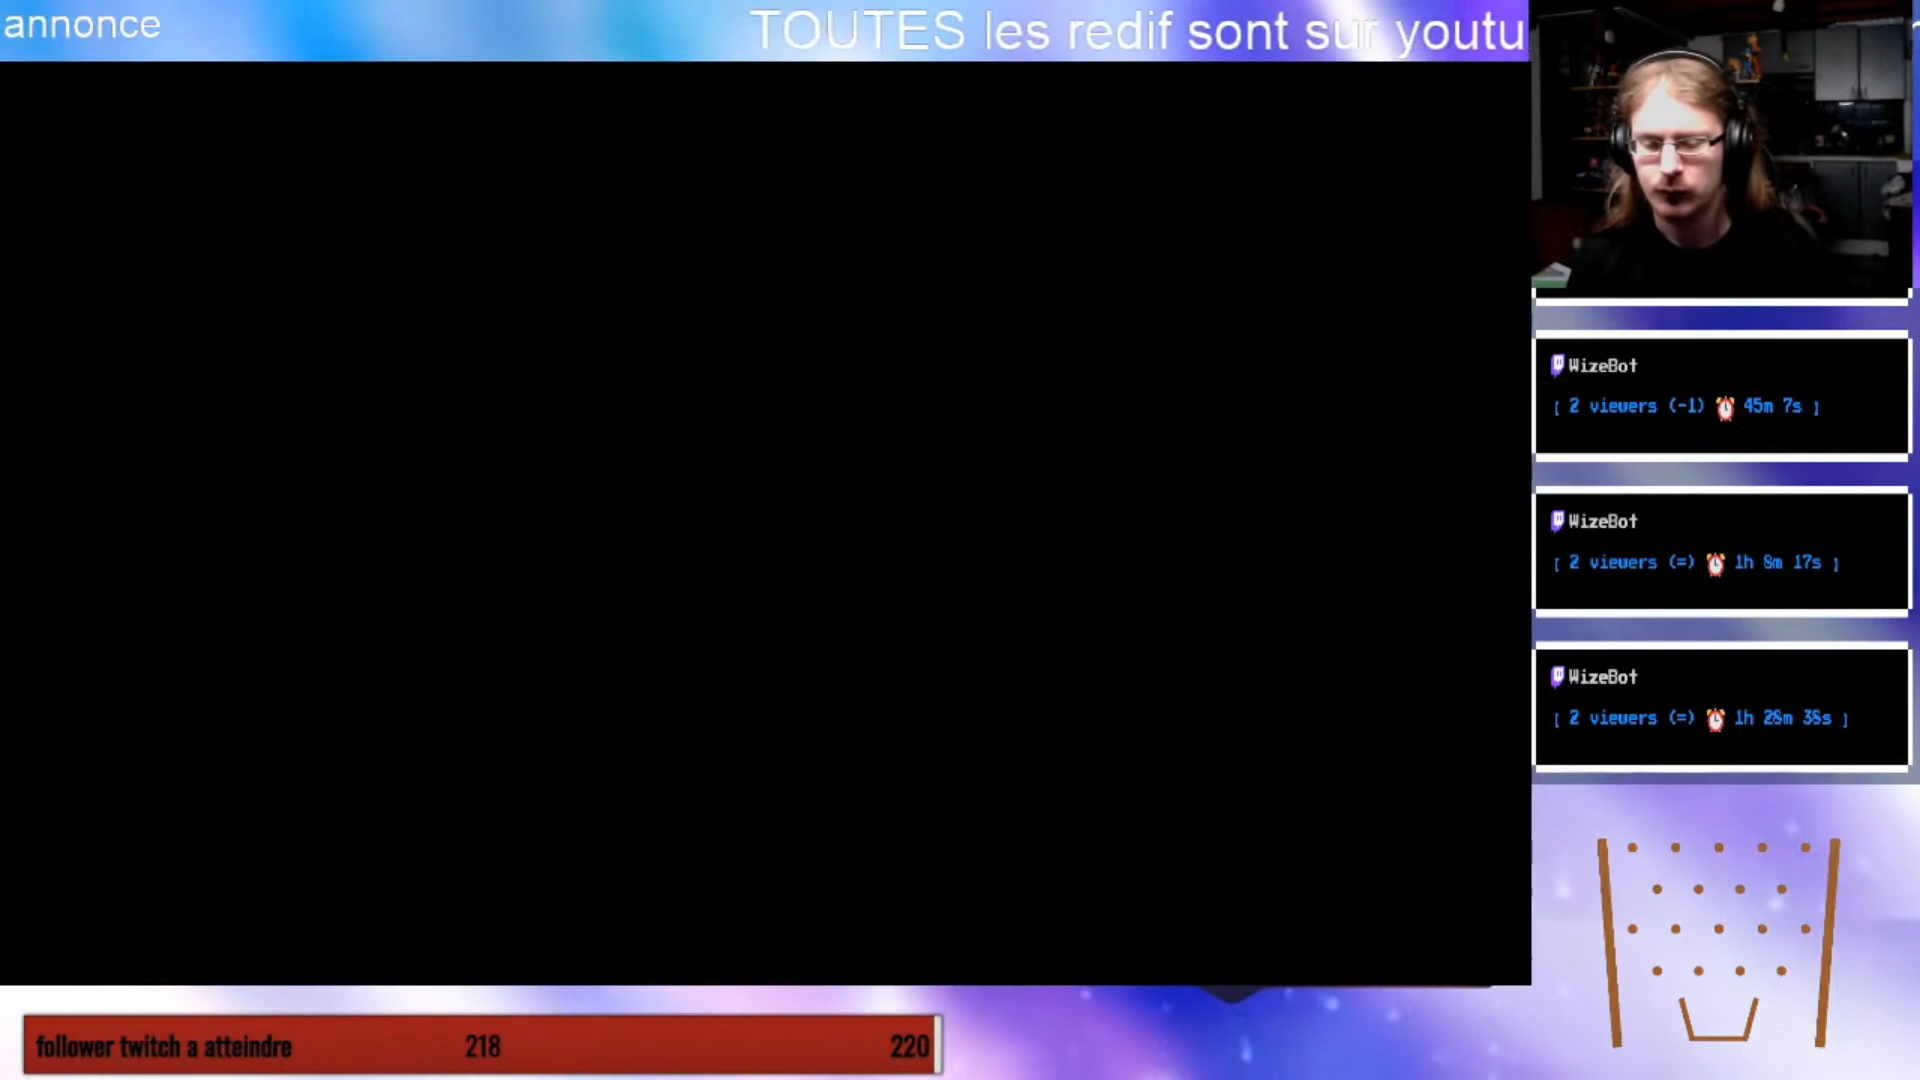 annonce
TOUTES les redif sont sur youtu
WizeBot
[ 2 viewers (-1) ⏰ 45m 7s ]
WizeBot
[ 2 viewers (=) ⏰ 1h 8m 17s ]
WizeBot
[ 2 viewers (=) ⏰ 1h 28m 38s ]
follower twitch a atteindre 218 220